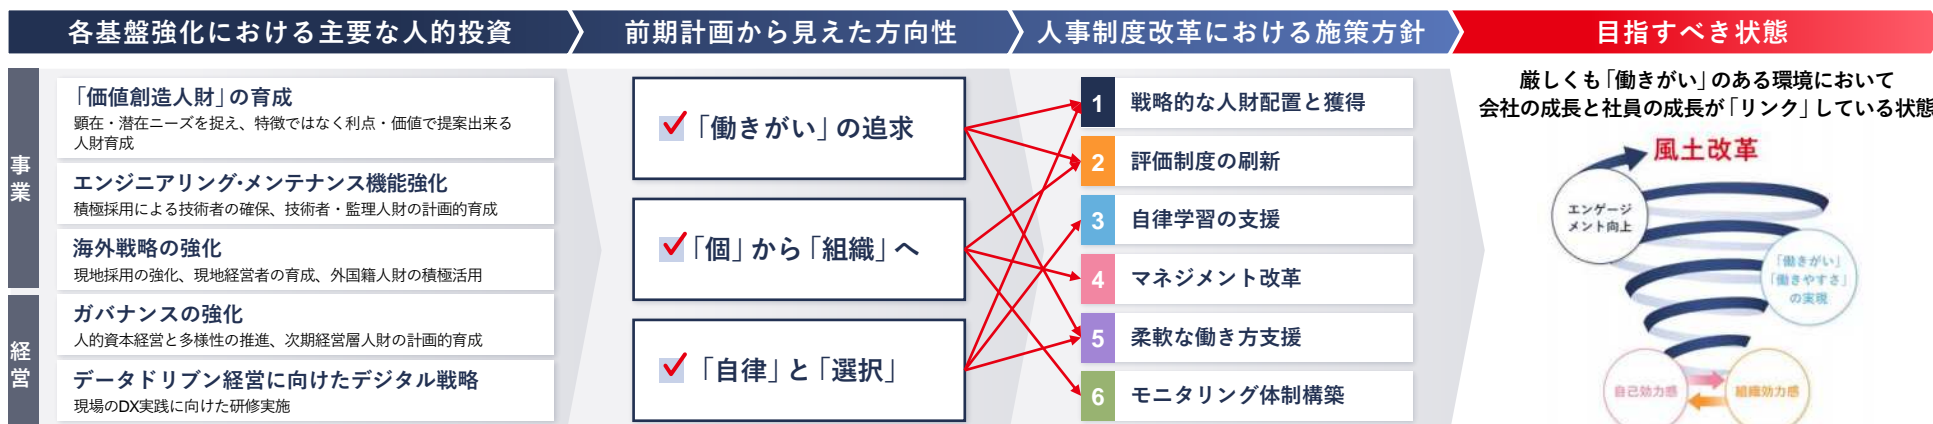 各基盤強化における主要な人的投資
前期計画から見えた方向性
人事制度改革における施策方針
目指すべき状態
事業
「価値創造人財」の育成
顕在・潜在ニーズを捉え、特徴ではなく利点・価値で提案出来る
人財育成
エンジニアリング・メンテナンス機能強化
積極採用による技術者の確保、技術者・監理人財の計画的育成
海外戦略の強化
現地採用の強化、現地経営者の育成、外国籍人財の積極活用
経営
ガバナンスの強化
人的資本経営と多様性の推進、次期経営層人財の計画的育成
データドリブン経営に向けたデジタル戦略
現場のDX実践に向けた研修実施
「働きがい」の追求
「個」から「組織」へ
「自律」と「選択」
1 戦略的な人財配置と獲得
2 評価制度の刷新
3 自律学習の支援
4 マネジメント改革
5 柔軟な働き方支援
6 モニタリング体制構築
厳しくも「働きがい」のある環境において
会社の成長と社員の成長が「リンク」している状態
風土改革
エンゲージ
メント向上
「働きがい」
「働きやすさ」
の実現
自己効力感
組織効力感